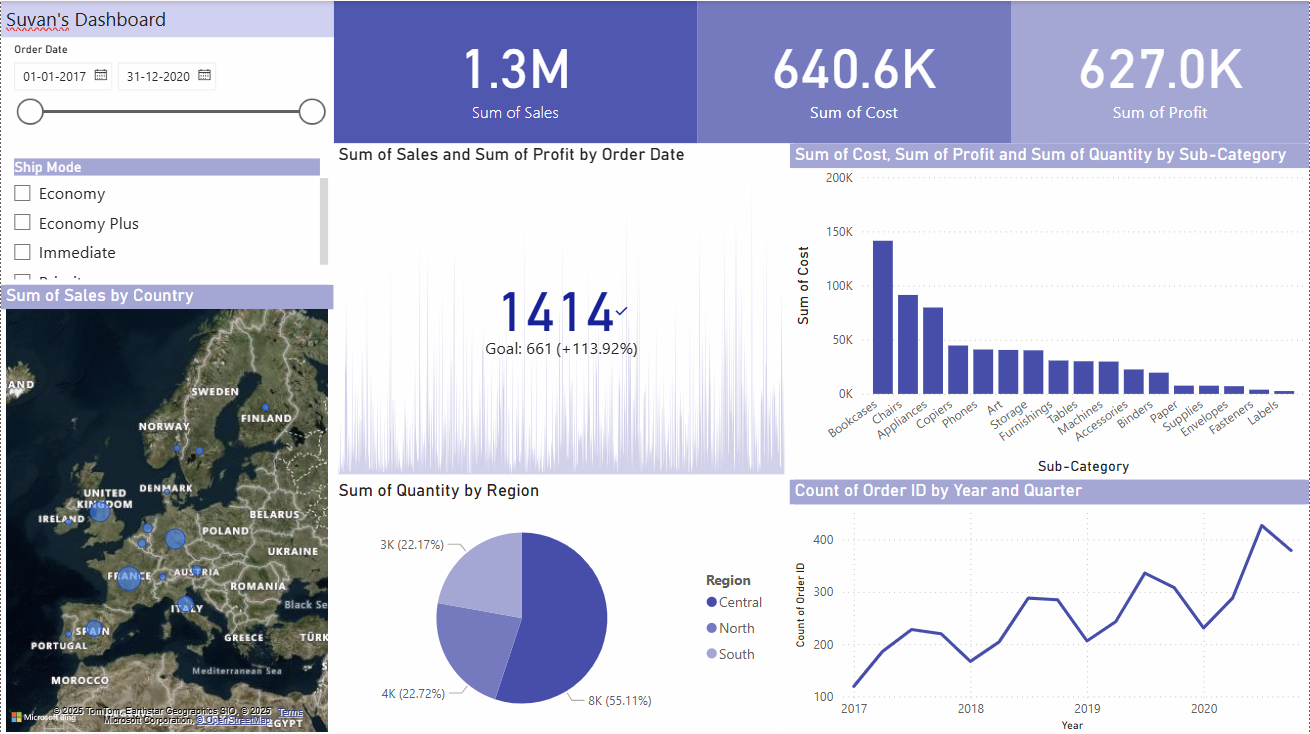 Suvan's Dashboard
Order Date
01-01-2017
31-12-2020
Ship Mode
Economy
Economy Plus
Immediate
Sum of Sales by Country
SWEDEN
FINLAND
NORWAY
DENMARK
UNITED
KINGDOM
IRELAND
BELARUS
POLAND
UKRAINE
FRANCE
AUSTRIA
ROMANIA
Black Se
ITALY
SPAIN
PORTUGAL
GREECE
TÜRK
Mediterranean Sea
MOROCCO
EGYPT
AND
S
Microsoft Bing
© 2025 TomTom, Earthstar Geographics SIO, © 2025
Microsoft Corporation, © OpenStreetMap
Terms
1.3M
Sum of Sales
640.6K
Sum of Cost
627.0K
Sum of Profit
Sum of Sales and Sum of Profit by Order Date
1414
Goal: 661 (+113.92%)
Sum of Cost, Sum of Profit and Sum of Quantity by Sub-Category
200K
150K
100K
50K
0K
Sum of Cost
Bookcases
Chairs
Appliances
Copiers
Phones
Art
Storage
Furnishings
Tables
Machines
Accessories
Binders
Paper
Supplies
Envelopes
Fasteners
Labels
Sub-Category
Sum of Quantity by Region
3K (22.17%)
4K (22.72%)
8K (55.11%)
Region
Central
North
South
Count of Order ID by Year and Quarter
400
300
200
100
Count of Order ID
2017
2018
2019
2020
Year